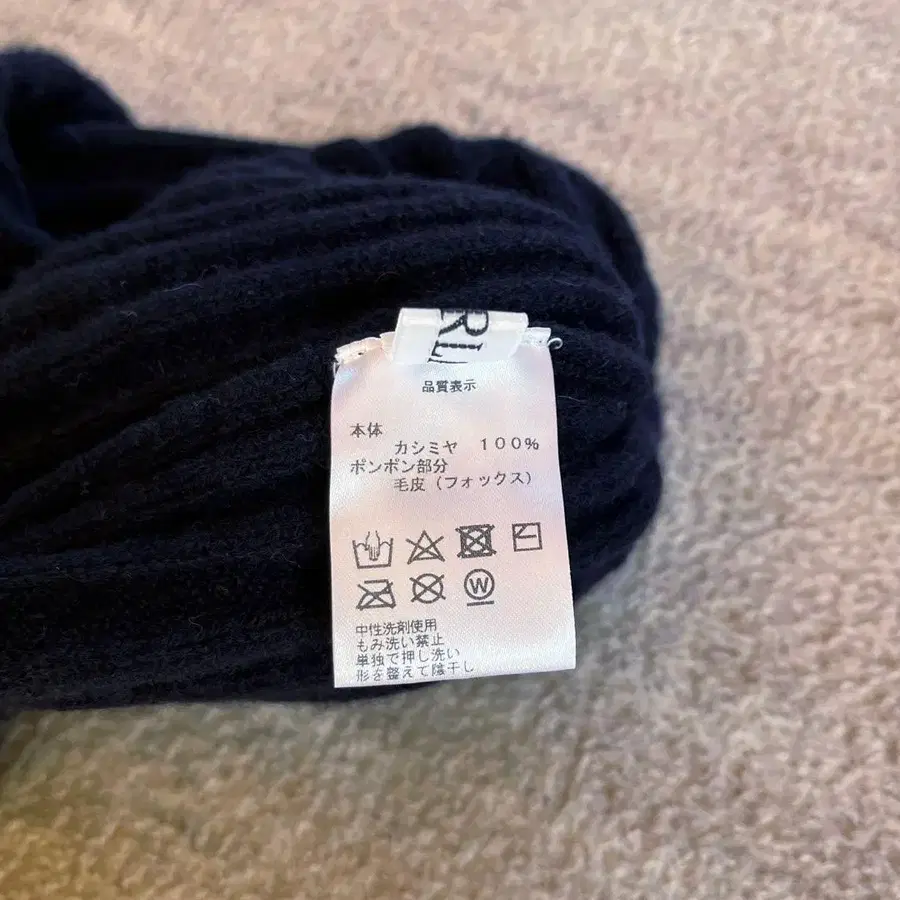 品質表示
本体
カシミヤ 100%
ポンポン部分
毛皮(フォックス)
W
中性洗剤使用
もみ洗い禁止
単独で押し洗い
形を整えて陰干し